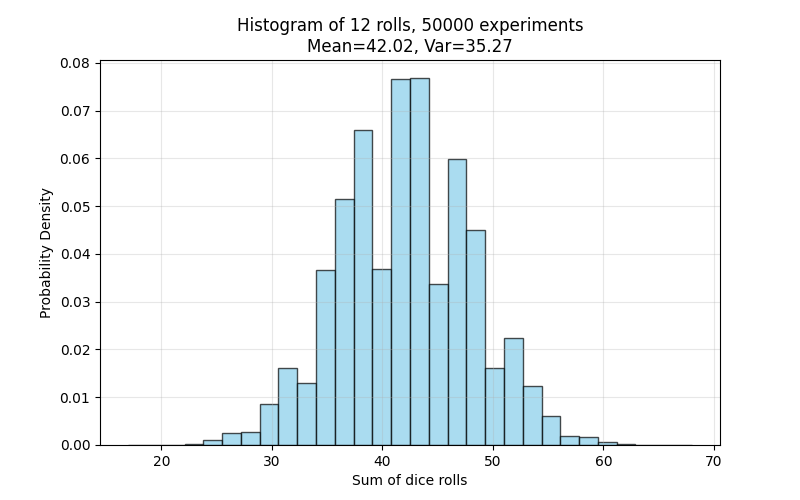 Histogram of 12 rolls, 50000 experiments
Mean=42.02, Var=35.27
0.08
0.07
0.06
0.05
0.04
0.03
0.02
0.01
0.00
Probability Density
20 30 40 50 60 70
Sum of dice rolls